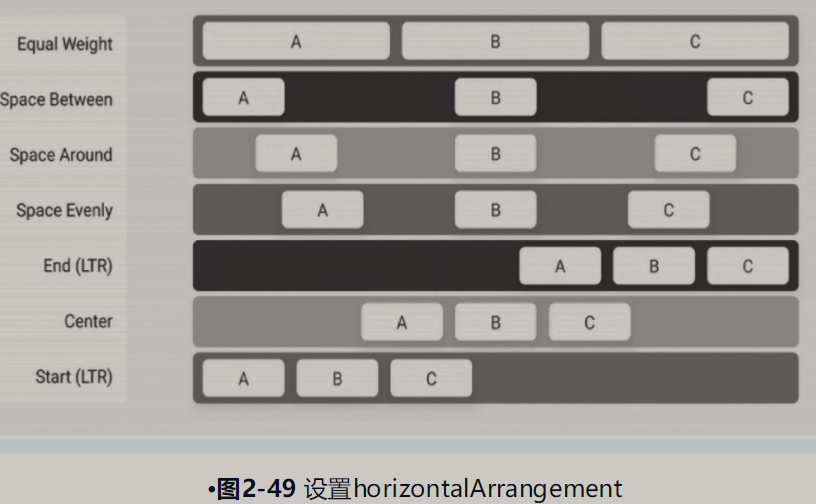 Equal Weight A B C
Space Between A B C
Space Around A B C
Space Evenly A B C
End (LTR) A B C
Center A B C
Start (LTR) A B C
•图2-49 设置horizontalArrangement